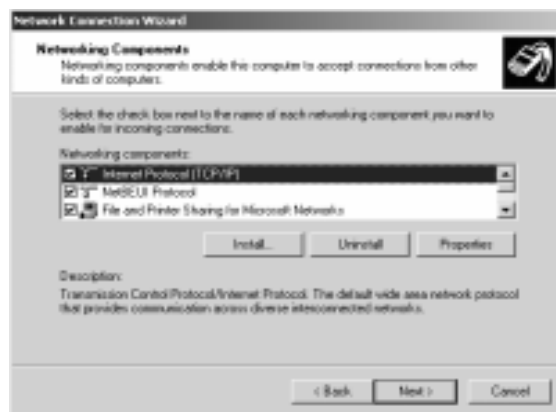 Network Connection Wizard
Networking Components
Networking components enable this computer to accept connections from other
kinds of computers.
Select the check box next to the name of each networking component you want to
enable for incoming connections.
Networking components:
Internet Protocol (TCP/IP)
NetBEUI Protocol
File and Printer Sharing for Microsoft Networks
Install...
Uninstall
Properties
Description:
Transmission Control Protocol/Internet Protocol. The default wide area network protocol
that provides communication across diverse interconnected networks.
< Back
Next >
Cancel